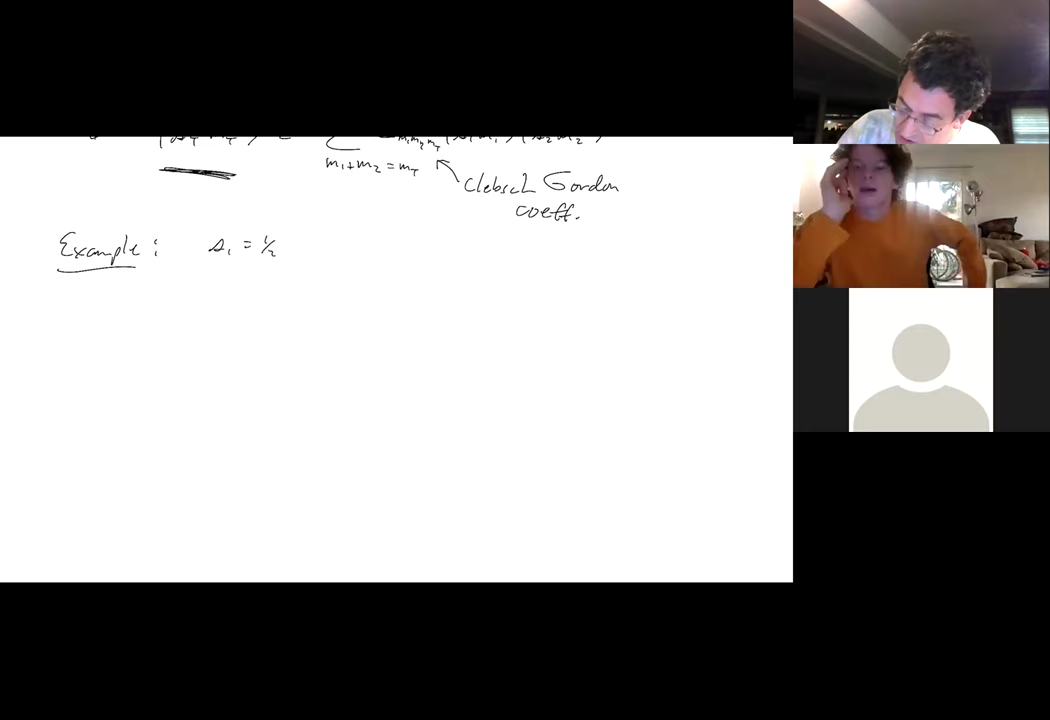 m₁+m₂ = m_T
Clebsch Gordon
coeff.
Example : s₁ = ½